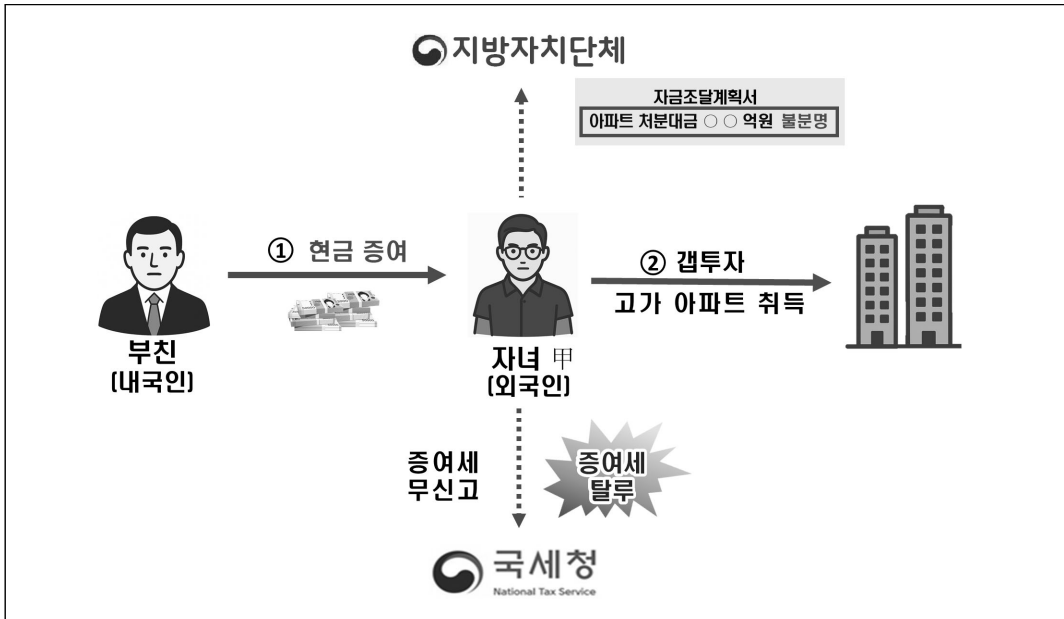 지방자치단체
자금조달계획서
아파트 처분대금 ○ ○ 억원 불분명
① 현금 증여
② 갭투자
고가 아파트 취득
부친
(내국인)
자녀 甲
(외국인)
증여세
무신고
증여세
탈루
국세청
National Tax Service